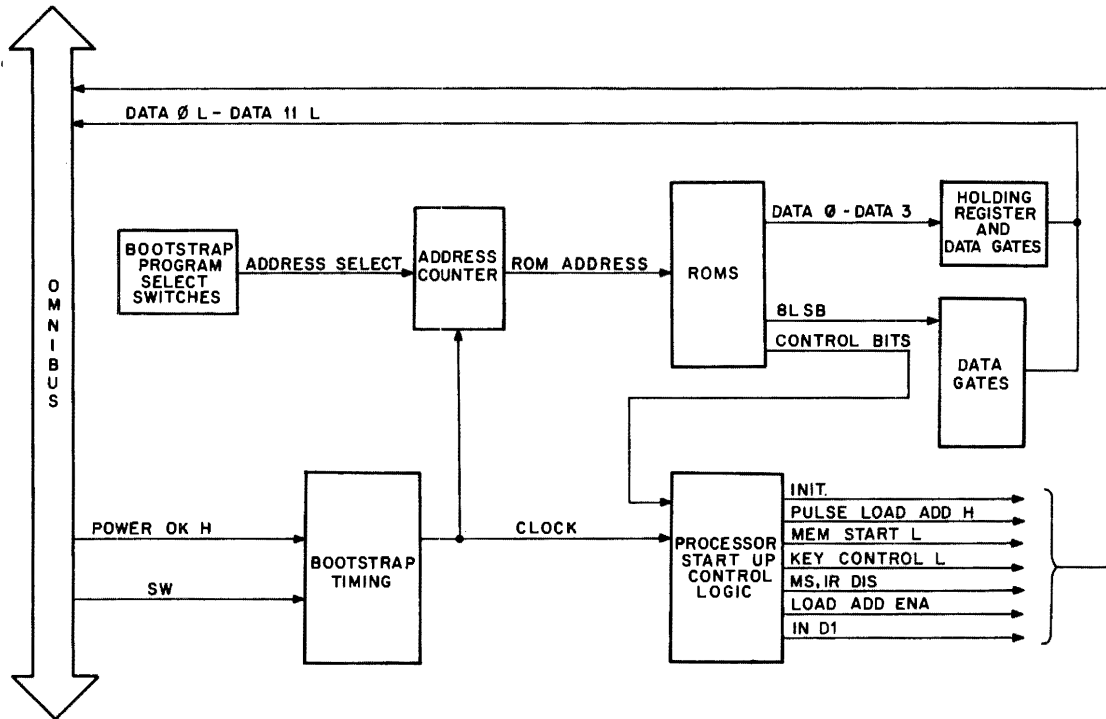 OMNIBUS
DATA Ø L - DATA 11 L
BOOTSTRAP
PROGRAM
SELECT
SWITCHES
ADDRESS SELECT
ADDRESS
COUNTER
ROM ADDRESS
ROMS
DATA Ø - DATA 3
HOLDING
REGISTER
AND
DATA GATES
8LSB
CONTROL BITS
DATA
GATES
POWER OK H
SW
BOOTSTRAP
TIMING
CLOCK
PROCESSOR
START UP
CONTROL
LOGIC
INIT.
PULSE LOAD ADD H
MEM START L
KEY CONTROL L
MS, IR DIS
LOAD ADD ENA
IN D1